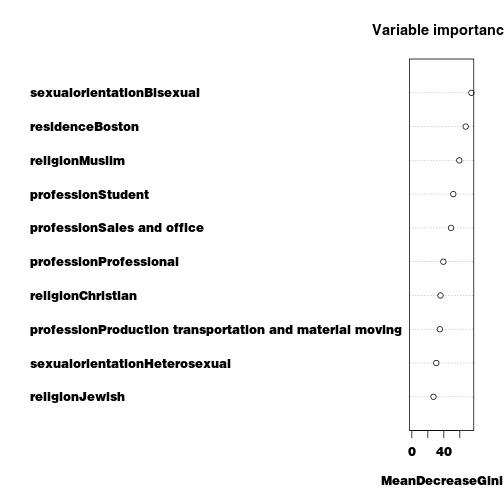 Variable importanc
sexualorientationBisexual
residenceBoston
religionMuslim
professionStudent
professionSales and office
professionProfessional
religionChristian
professionProduction transportation and material moving
sexualorientationHeterosexual
religionJewish
0 40
MeanDecreaseGini